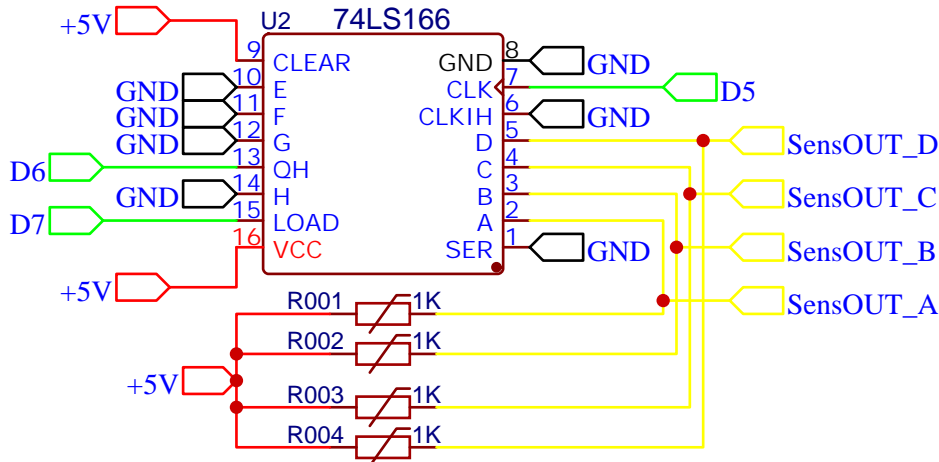 U2 74LS166
+5V
9 CLEAR GND 8 GND
GND 10 E CLK 7 D5
GND 11 F CLKIH 6 GND
GND 12 G D 5 SensOUT_D
D6 13 QH C 4
GND 14 H B 3 SensOUT_C
D7 15 LOAD A 2
16 VCC SER 1 GND SensOUT_B
+5V
R001 1K SensOUT_A
R002 1K
+5V
R003 1K
R004 1K